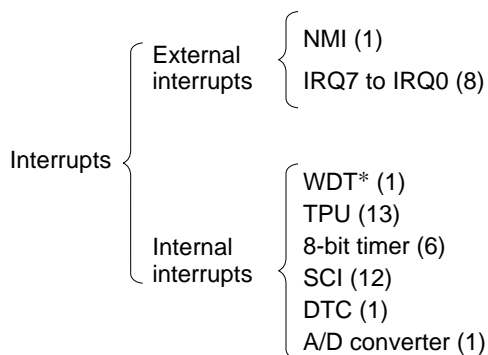 Interrupts
External
interrupts
NMI (1)
IRQ7 to IRQ0 (8)
Internal
interrupts
WDT* (1)
TPU (13)
8-bit timer (6)
SCI (12)
DTC (1)
A/D converter (1)